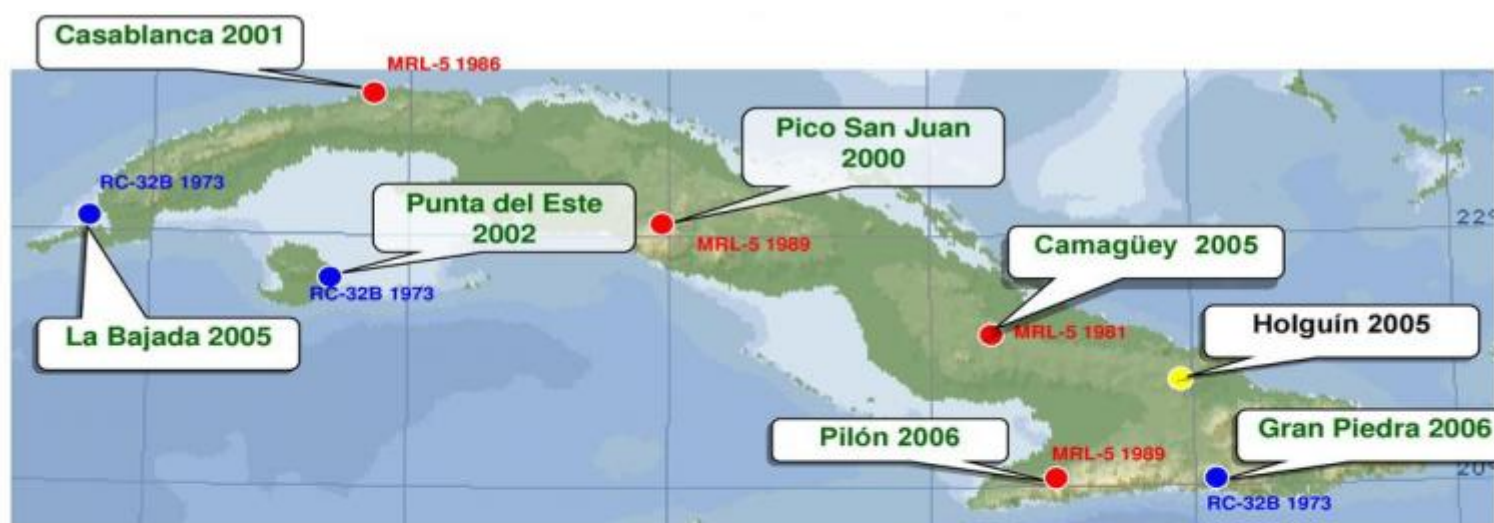 Casablanca 2001
MRL-5 1986
Pico San Juan
2000
RC-32B 1973
Punta del Este
2002
22°
MRL-5 1989
Camagüey 2005
RC-32B 1973
La Bajada 2005
MRL-5 1981
Holguín 2005
Pilón 2006
MRL-5 1989
Gran Piedra 2006
20°
RC-32B 1973